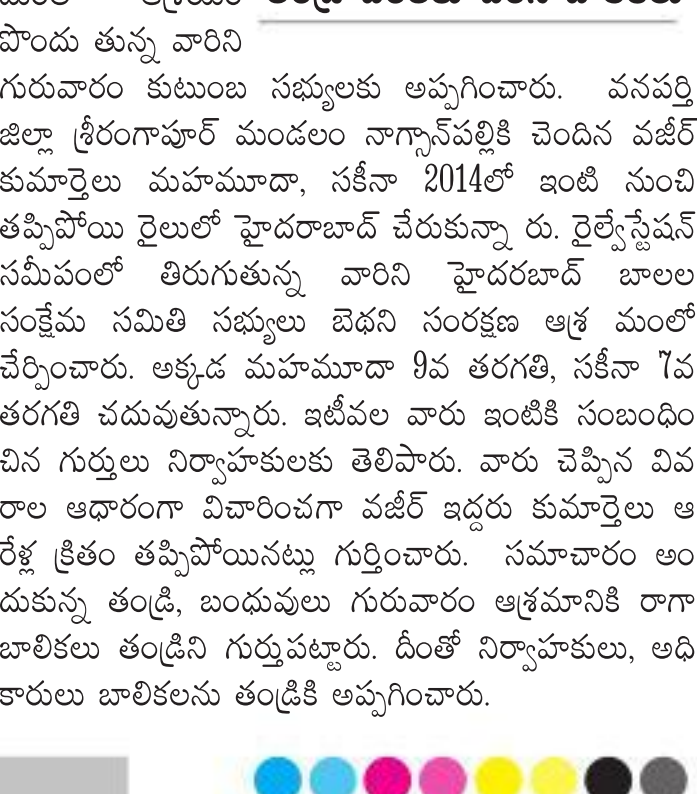 పొందు తున్న వారిని
గురువారం కుటుంబ సభ్యులకు అప్పగించారు. వనపర్తి
జిల్లా శ్రీరంగాపూర్ మండలం నాగ్సాన్‌పల్లికి చెందిన వజీర్
కుమార్తెలు మహమూదా, సకీనా 2014లో ఇంటి నుంచి
తప్పిపోయి రైలులో హైదరాబాద్ చేరుకున్నా రు. రైల్వేస్టేషన్
సమీపంలో తిరుగుతున్న వారిని హైదరబాద్ బాలల
సంక్షేమ సమితి సభ్యులు బెథని సంరక్షణ ఆశ్ర మంలో
చేర్పించారు. అక్కడ మహమూదా 9వ తరగతి, సకీనా 7వ
తరగతి చదువుతున్నారు. ఇటీవల వారు ఇంటికి సంబంధిం
చిన గుర్తులు నిర్వాహకులకు తెలిపారు. వారు చెప్పిన వివ
రాల ఆధారంగా విచారించగా వజీర్ ఇద్దరు కుమార్తెలు ఆ
రేళ్ల క్రితం తప్పిపోయినట్లు గుర్తించారు. సమాచారం అం
దుకున్న తండ్రి, బంధువులు గురువారం ఆశ్రమానికి రాగా
బాలికలు తండ్రిని గుర్తుపట్టారు. దీంతో నిర్వాహకులు, అధి
కారులు బాలికలను తండ్రికి అప్పగించారు.